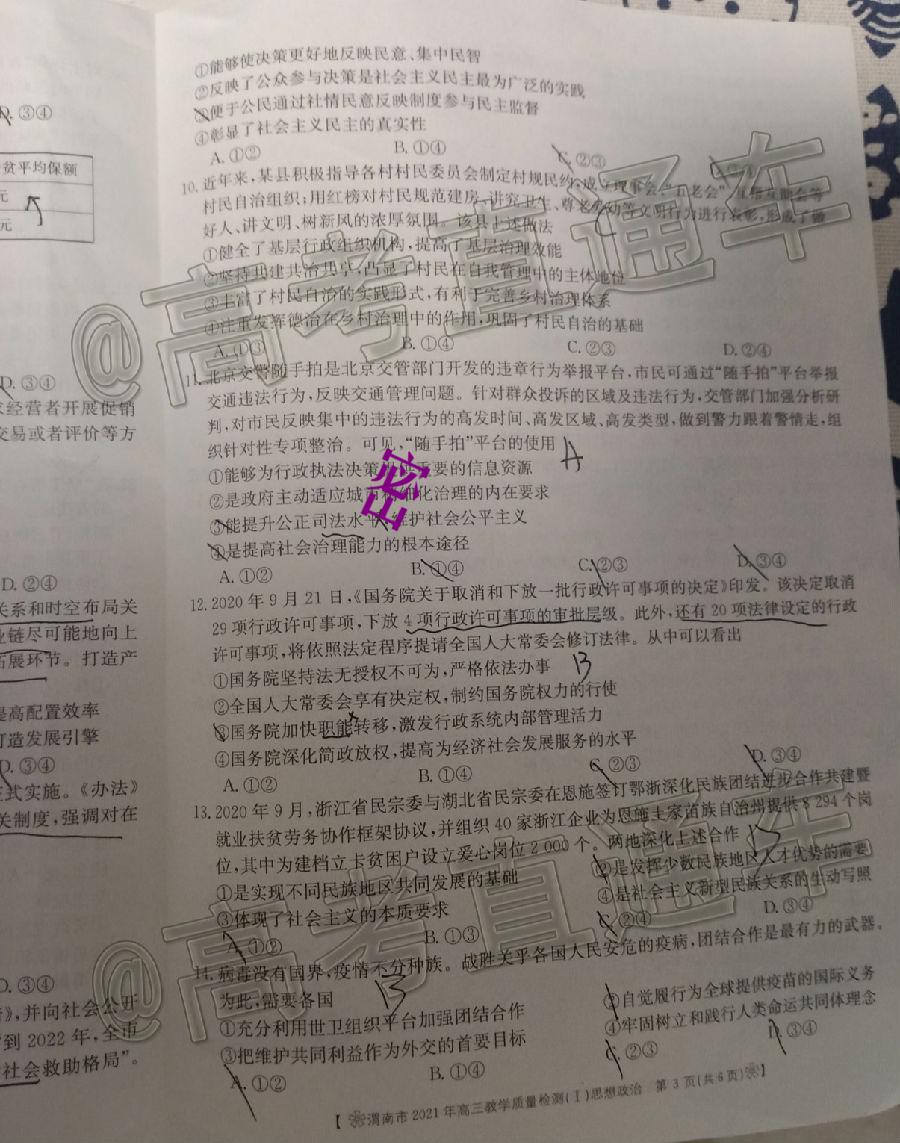 ①能够使决策更好地反映民意、集中民智
②反映了公众参与决策是社会主义民主最为广泛的实践
③便于公民通过社情民意反映制度参与民主监督
④彰显了社会主义民主的真实性
A. ①② B. ①④ C. ②③
10. 近年来，某县积极指导各村村民委员会制定村规民约，成立理事会、
村民自治组织；用红榜对村民规范建房、讲究卫生、尊老爱幼等文明行为进行表彰，形成了
好人、讲文明、树新风的浓厚氛围。该县上述做法
①健全了基层行政组织机构，提高了基层治理效能
②坚持共建共治共享，凸显了村民在自我管理中的主体地位
③丰富了村民自治的实践形式，有利于完善乡村治理体系
④注重发挥德治在乡村治理中的作用，巩固了村民自治的基础
A. ①③ B. ①④ C. ②③ D. ②④
11. 北京交警随手拍是北京交管部门开发的违章行为举报平台，市民可通过“随手拍”平台举报
交通违法行为，反映交通管理问题。针对群众投诉的区域及违法行为，交管部门加强分析研
判，对市民反映集中的违法行为的高发时间、高发区域、高发类型，做到警力跟着警情走，组
织针对性专项整治。可见，“随手拍”平台的使用 A
①能够为行政执法决策 要的信息资源
②是政府主动适应城市 细化治理的内在要求
③能提升公正司法水平，维护社会公平主义
④是提高社会治理能力的根本途径
密
A. ①② B. ①④ C. ②③ D. ③④
12. 2020 年 9 月 21 日，《国务院关于取消和下放一批行政许可事项的决定》印发。该决定取消
29 项行政许可事项，下放 4 项行政许可事项的审批层级。此外，还有 20 项法律设定的行政
许可事项，将依照法定程序提请全国人大常委会修订法律。从中可以看出 B
①国务院坚持法无授权不可为，严格依法办事
②全国人大常委会享有决定权，制约国务院权力的行使
③国务院加快职能转移，激发行政系统内部管理活力
④国务院深化简政放权，提高为经济社会发展服务的水平
A. ①② B. ①④ C. ②③ D. ③④
13. 2020 年 9 月，浙江省民宗委与湖北省民宗委在恩施签订鄂浙深化民族团结进步合作共建暨
就业扶贫劳务协作框架协议，并组织 40 家浙江企业为恩施土家苗族自治州提供 8 294 个岗
位，其中为建档立卡贫困户设立爱心岗位 2 000 个。两地深化上述合作 B
①是实现不同民族地区共同发展的基础 ②是发挥少数民族地区人才优势的需要
③体现了社会主义的本质要求 ④是社会主义新型民族关系的生动写照
A. ①② B. ①③ C. ②④ D. ③④
14. 病毒没有国界，疫情不分种族。战胜关乎各国人民安危的疫病，团结合作是最有力的武器。
为此，需要各国 B
①充分利用世卫组织平台加强团结合作 ②自觉履行为全球提供疫苗的国际义务
③把维护共同利益作为外交的首要目标 ④牢固树立和践行人类命运共同体理念
A. ①② B. ①④ C. ②③ D. ③④
【 渭南市 2021 年高三教学质量检测(Ⅰ)思想政治 第 3 页(共 6 页) 】
③④
贫平均保额
元
元
D. ③④
求经营者开展促销
交易或者评价等方
D. ②④
关系和时空布局关
业链尽可能地向上
拓展环节。打造产
提高配置效率
打造发展引擎
D. ③④
正式实施。《办法》
关制度，强调对在
D. ③④
》，并向社会公开
到 2022 年，全市
社会救助格局”。
@高考直通车
@高考直通车